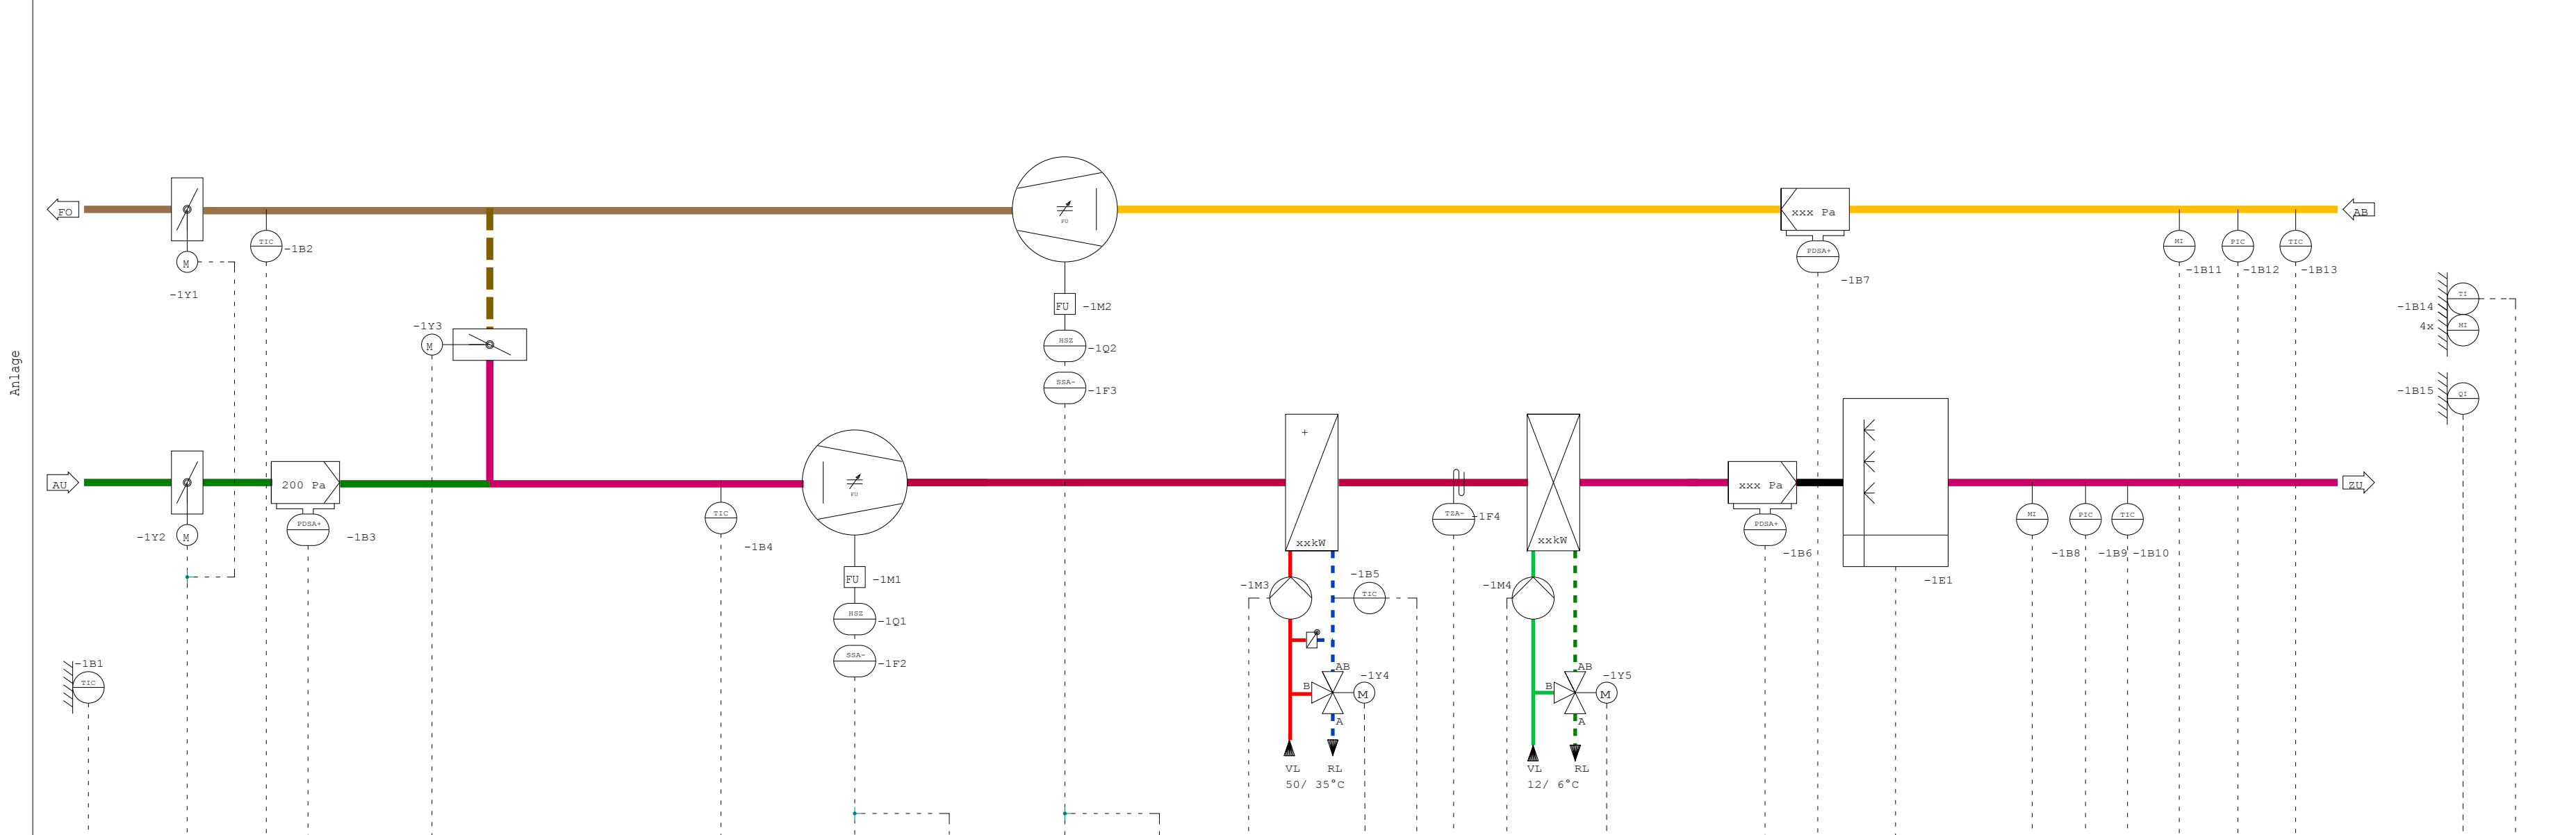 Anlage
FO
M
-1Y1
TIC
-1B2
-1Y3
M
FU
FU
-1M2
HSZ
-1Q2
SSA-
-1F3
xxx Pa
PDSA+
-1B7
AB
MI
-1B11
PIC
-1B12
TIC
-1B13
-1B14
4x
TI
MI
-1B15
QI
AU
-1Y2
M
200 Pa
PDSA+
-1B3
TIC
-1B4
FU
FU
-1M1
HSZ
-1Q1
SSA-
-1F2
-1B1
TIC
+
xxkW
-1M3
-1B5
TIC
AB
B
A
-1Y4
M
VL
RL
50/ 35°C
TZA-
-1F4
xxkW
-1M4
AB
B
A
-1Y5
M
VL
RL
12/ 6°C
xxx Pa
PDSA+
-1B6
-1E1
ZU
MI
-1B8
PIC
-1B9
TIC
-1B10